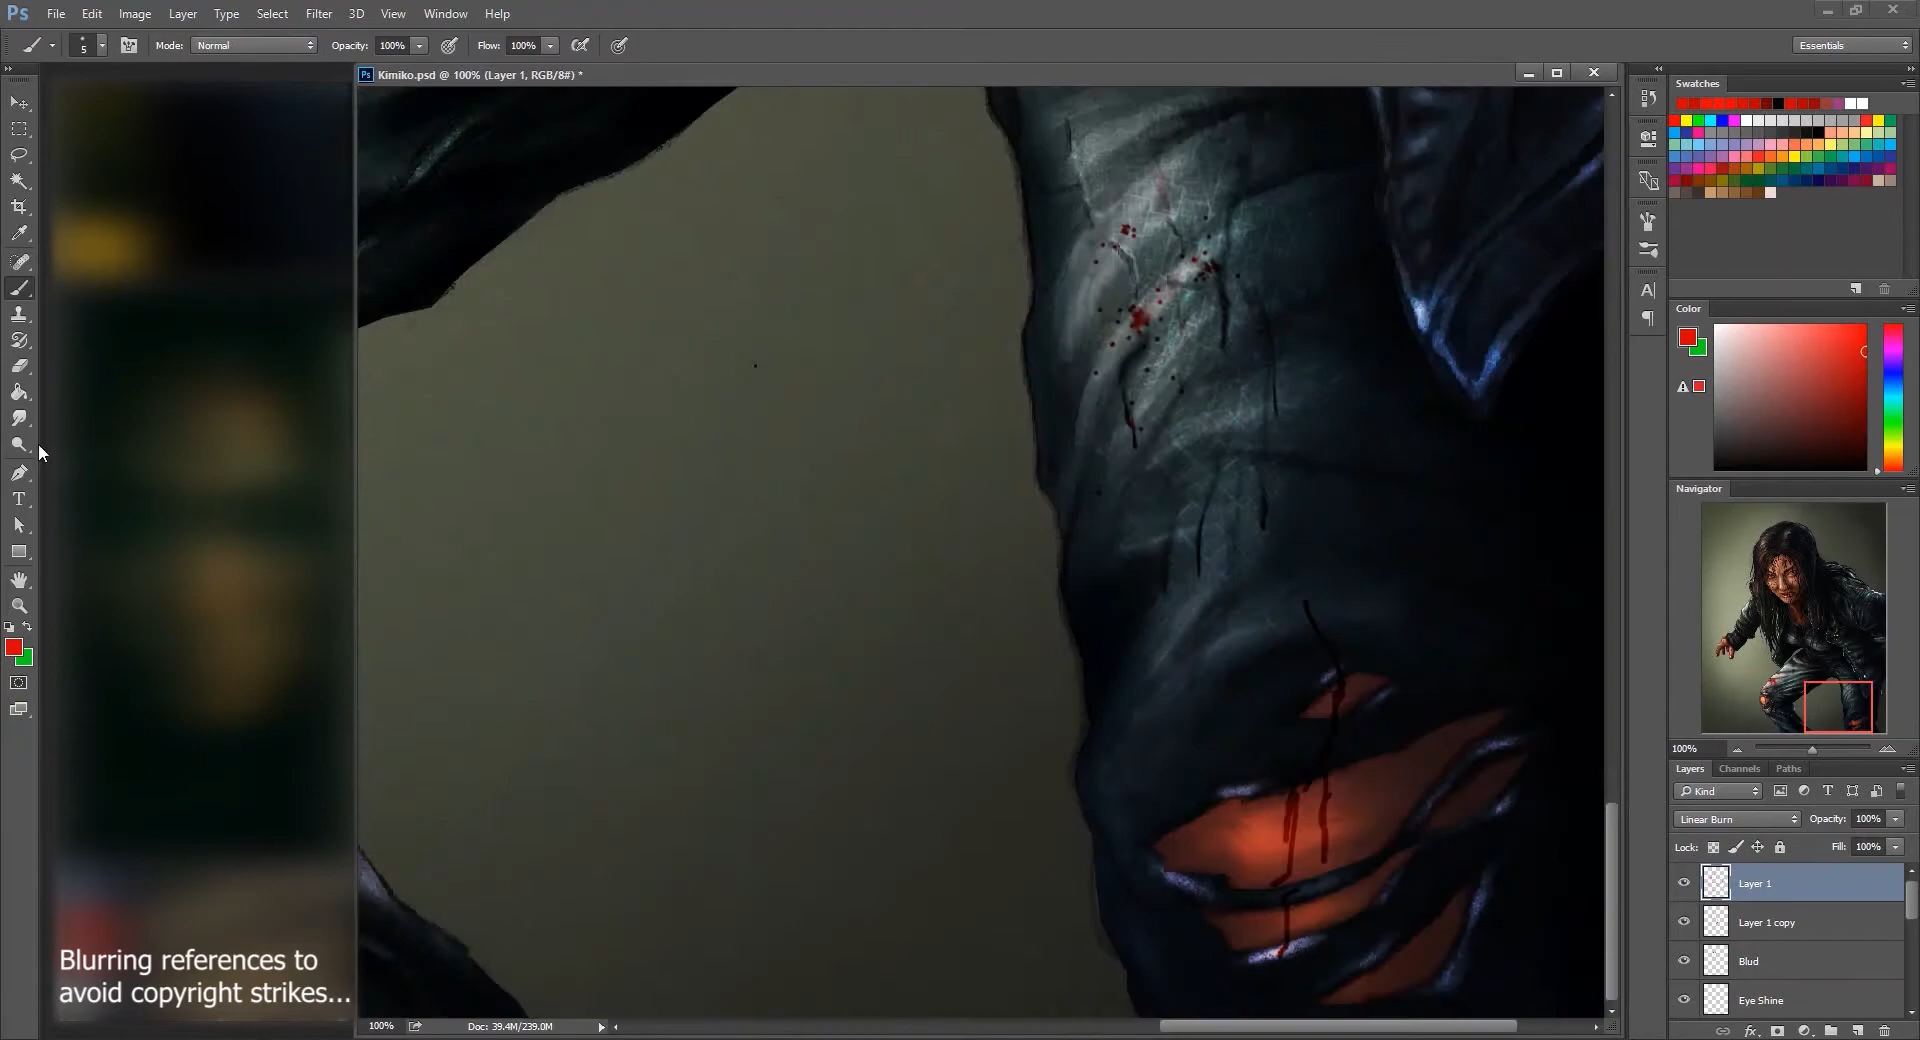 Ps File Edit Image Layer Type Select Filter 3D View Window Help
5 Mode: Normal Opacity: 100% Flow: 100% Essentials
Ps Kimiko.psd @ 100% (Layer 1, RGB/8#) *
Swatches
Color
Navigator
100%
Layers Channels Paths
Kind
Linear Burn Opacity: 100%
Lock: Fill: 100%
Layer 1
Layer 1 copy
Blud
Eye Shine
Blurring references to
avoid copyright strikes...
100% Doc: 39.4M/239.0M